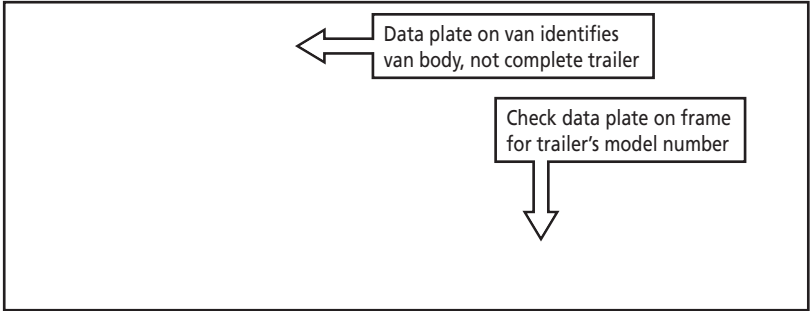 Data plate on van identifies
van body, not complete trailer
Check data plate on frame
for trailer’s model number